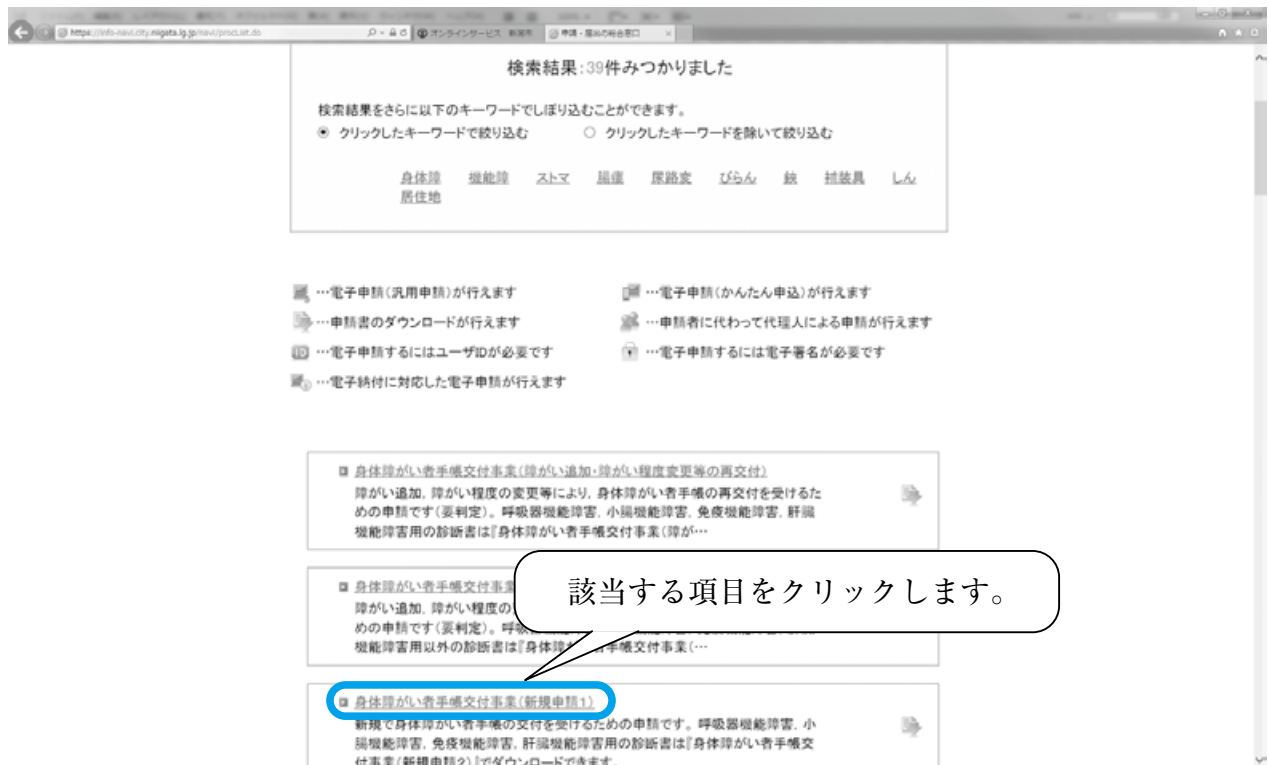 https://info-navi.city.niigata.lg.jp/navi/procList.do
オンラインサービス 新潟市
申請・届出の総合窓口
検索結果:39件みつかりました
検索結果をさらに以下のキーワードでしぼり込むことができます。
クリックしたキーワードで絞り込む
クリックしたキーワードを除いて絞り込む
身体障 機能障 ストマ 腸瘻 尿路変 びらん 銃 補装具 しん
居住地
…電子申請(汎用申請)が行えます
…電子申請(かんたん申込)が行えます
…申請書のダウンロードが行えます
…申請者に代わって代理人による申請が行えます
ID …電子申請するにはユーザIDが必要です
…電子申請するには電子署名が必要です
…電子納付に対応した電子申請が行えます
身体障がい者手帳交付事業(障がい追加・障がい程度変更等の再交付)
障がい追加, 障がい程度の変更等により, 身体障がい者手帳の再交付を受けるた
めの申請です(要判定)。呼吸器機能障害, 小腸機能障害, 免疫機能障害, 肝臓
機能障害用の診断書は『身体障がい者手帳交付事業(障が…
身体障がい者手帳交付事業
該当する項目をクリックします。
障がい追加, 障がい程度の
めの申請です(要判定)。呼吸
機能障害用以外の診断書は『身体障がい者手帳交付事業(…
身体障がい者手帳交付事業(新規申請1)
新規で身体障がい者手帳の交付を受けるための申請です。呼吸器機能障害, 小
腸機能障害, 免疫機能障害, 肝臓機能障害用の診断書は『身体障がい者手帳交
付事業(新規申請2)』でダウンロードできます。